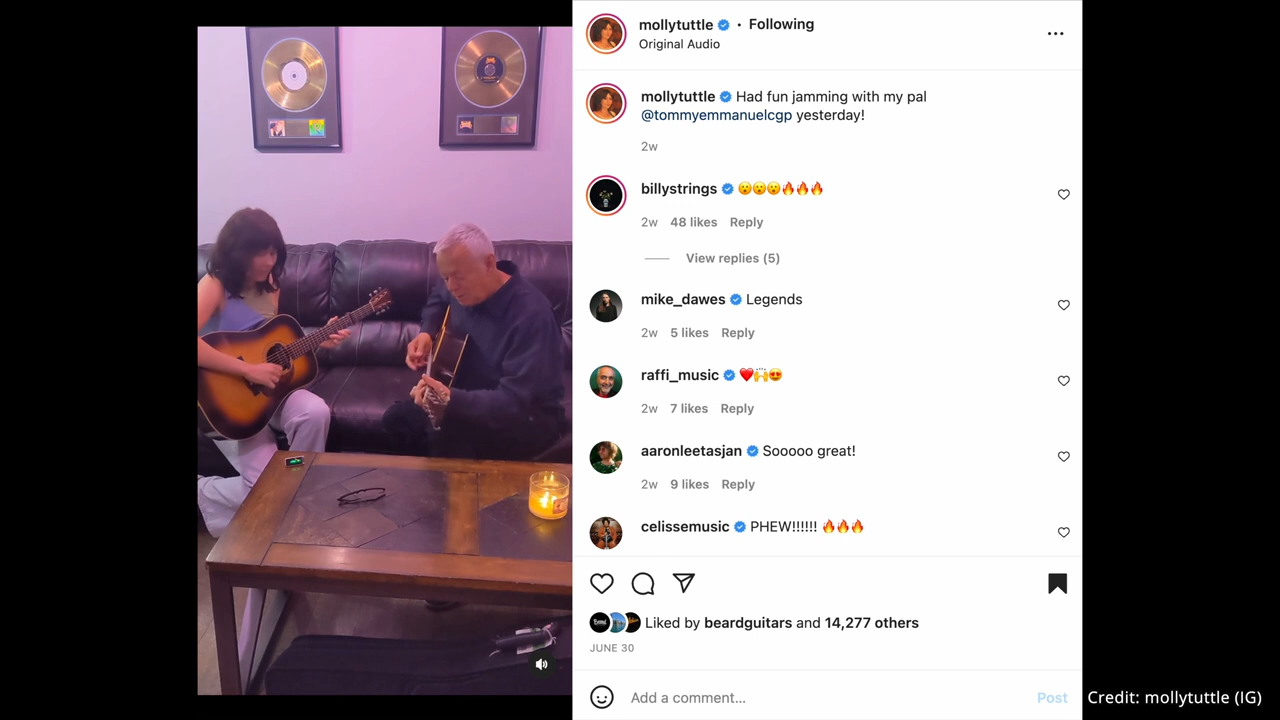 mollytuttle • Following
Original Audio
mollytuttle Had fun jamming with my pal
@tommyemmanuelcgp yesterday!
2w
billystrings 😮😮😮🔥🔥🔥
2w 48 likes Reply
View replies (5)
mike_dawes Legends
2w 5 likes Reply
raffi_music ❤️🙌😍
2w 7 likes Reply
aaronleetasjan Sooooo great!
2w 9 likes Reply
celissemusic PHEW!!!!!! 🔥🔥🔥
Liked by beardguitars and 14,277 others
JUNE 30
Add a comment...
Post
Credit: mollytuttle (IG)